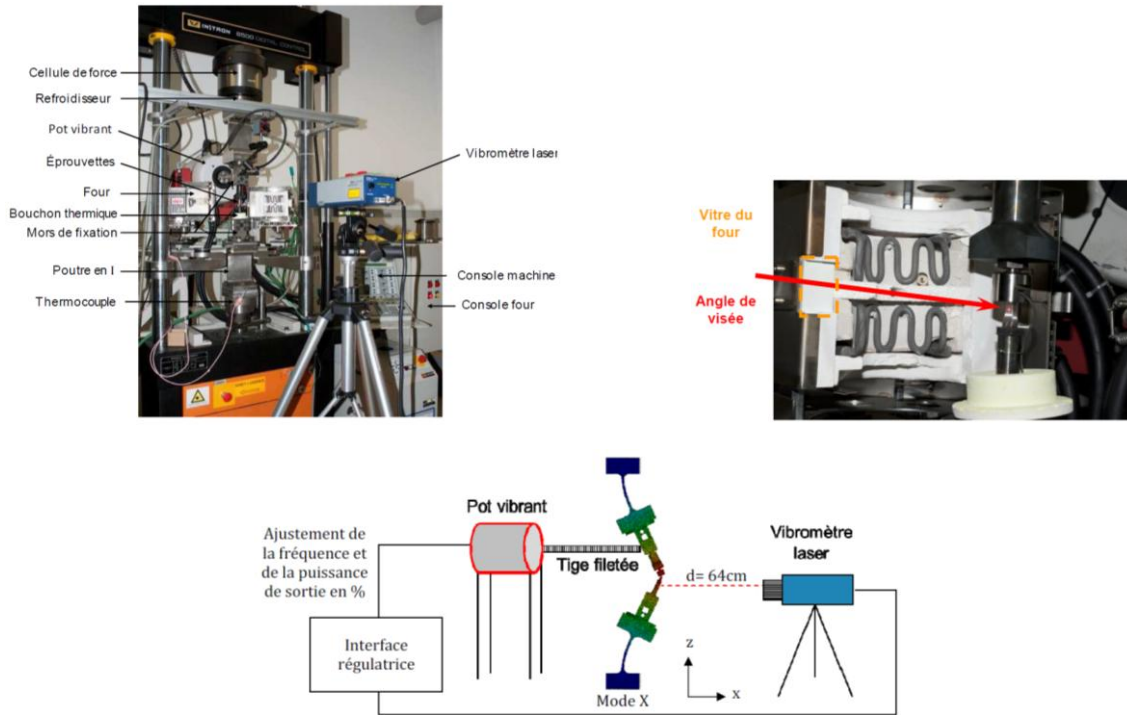 INSTRON 8500 DIGITAL CONTROL
Cellule de force
Refroidisseur
Pot vibrant
Éprouvettes
Four
Bouchon thermique
Mors de fixation
Poutre en I
Thermocouple
Vibromètre laser
Console machine
Console four
Vitre du
four
Angle de
visée
Pot vibrant
Ajustement de
la fréquence et
de la puissance
de sortie en %
Tige filetée
d= 64cm
Vibromètre
laser
Interface
régulatrice
z
x
Mode X